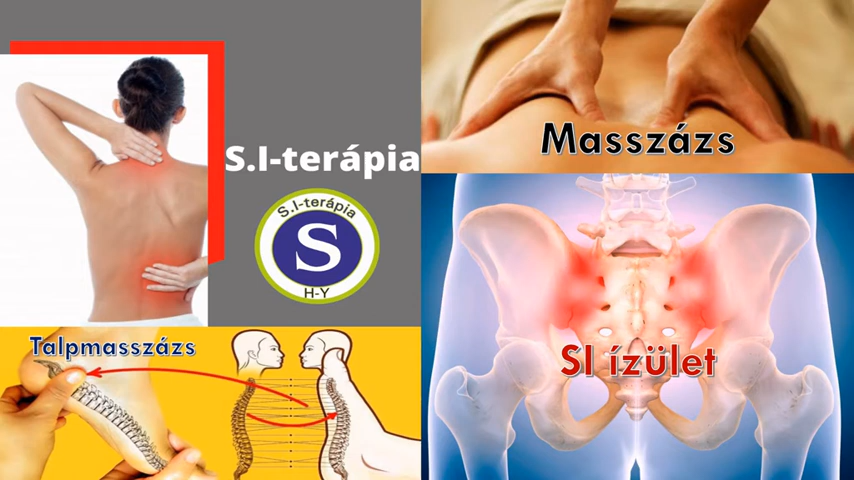 S.I-terápia
S.I-terápia
S
H-Y
Masszázs
Talpmasszázs
SI ízület